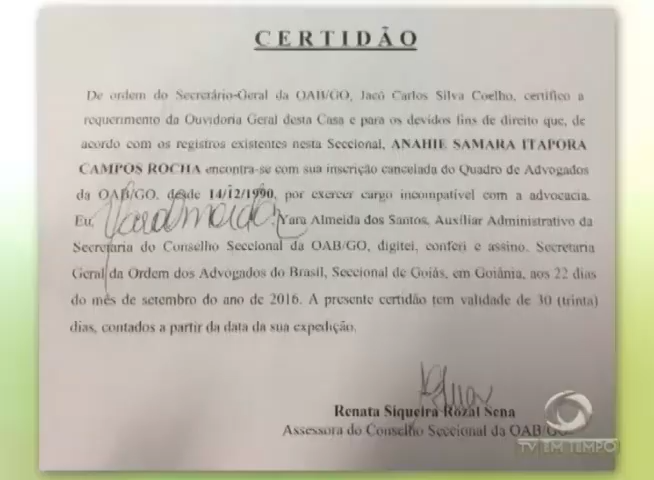 CERTIDÃO
De ordem do Secretário-Geral da OAB/GO, Jacó Carlos Silva Coelho, certifico a
requerimento da Ouvidoria Geral desta Casa e para os devidos fins de direito que, de
acordo com os registros existentes nesta Seccional, ANAHIE SAMARA ITAPORA
CAMPOS ROCHA encontra-se com sua inscrição cancelada do Quadro de Advogados
da OAB/GO, desde 14/12/1990, por exercer cargo incompatível com a advocacia.
Eu, Yara Almeida dos Santos, Auxiliar Administrativo da
Secretaria do Conselho Seccional da OAB/GO, digitei, conferi e assino. Secretaria
Geral da Ordem dos Advogados do Brasil, Seccional de Goiás, em Goiânia, aos 22 dias
do mês de setembro do ano de 2016. A presente certidão tem validade de 30 (trinta)
dias, contados a partir da data da sua expedição.
Renata Siqueira Rozal Sena
Assessora do Conselho Seccional da OAB/GO
TV EM TEMPO